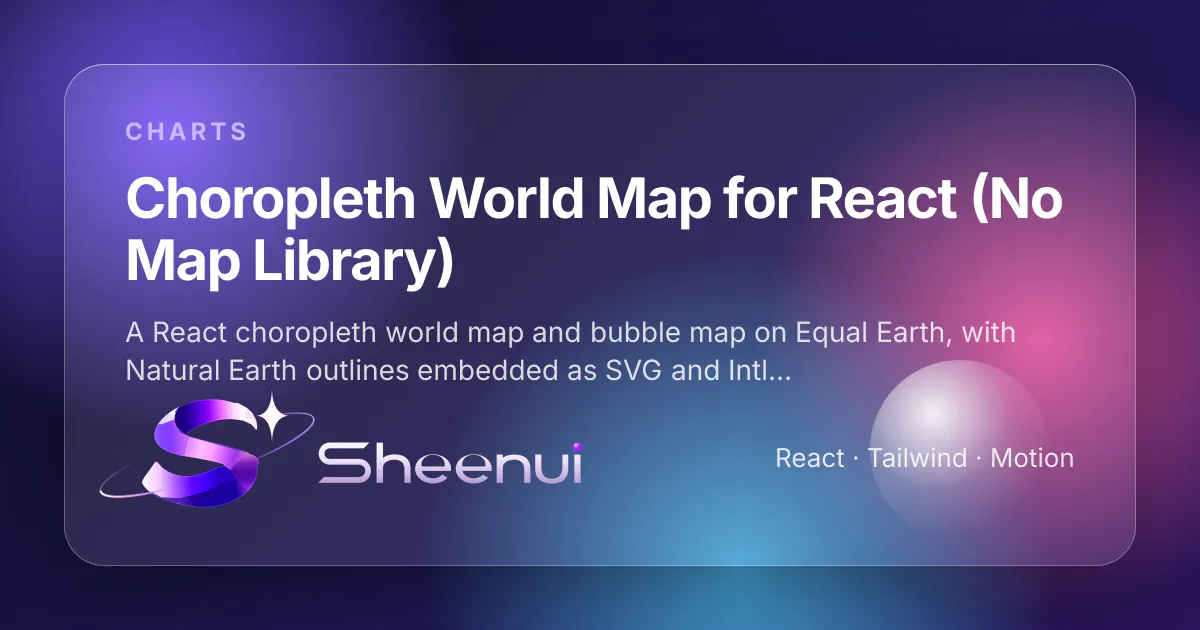 CHARTS
Choropleth World Map for React (No
Map Library)
A React choropleth world map and bubble map on Equal Earth, with
Natural Earth outlines embedded as SVG and Intl...
Sheenui
React · Tailwind · Motion